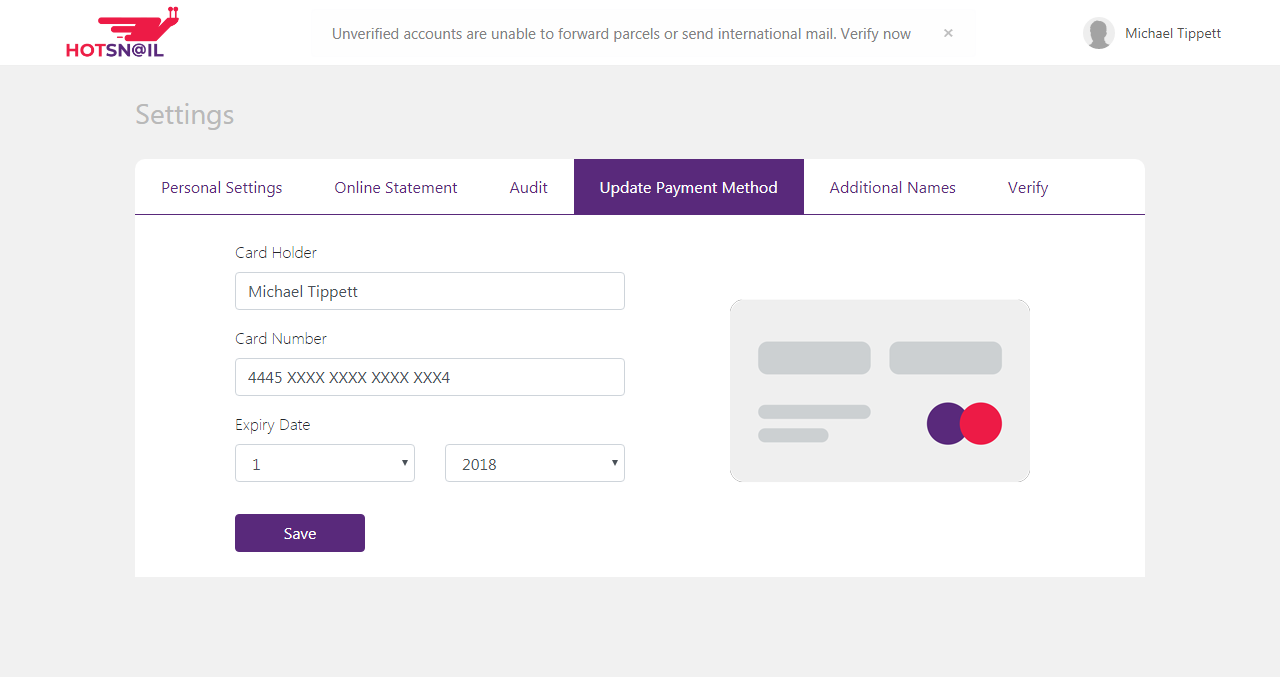 HOTSN@IL
Unverified accounts are unable to forward parcels or send international mail. Verify now ×
Michael Tippett
Settings
Personal Settings Online Statement Audit Update Payment Method Additional Names Verify
Card Holder
Michael Tippett
Card Number
4445 XXXX XXXX XXXX XXX4
Expiry Date
1 2018
Save